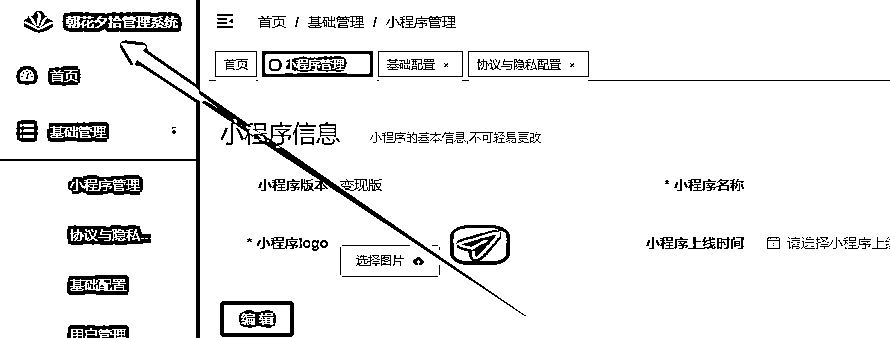 朝花夕拾管理系统
首页 / 基础管理 / 小程序管理
首页
首页 小程序管理 基础配置 × 协议与隐私配置 ×
基础管理
小程序信息 小程序的基本信息,不可轻易更改
小程序管理
小程序版本 变现版 * 小程序名称
协议与隐私...
* 小程序logo 选择图片 小程序上线时间 请选择小程序上线
基础配置
编 辑
用户管理